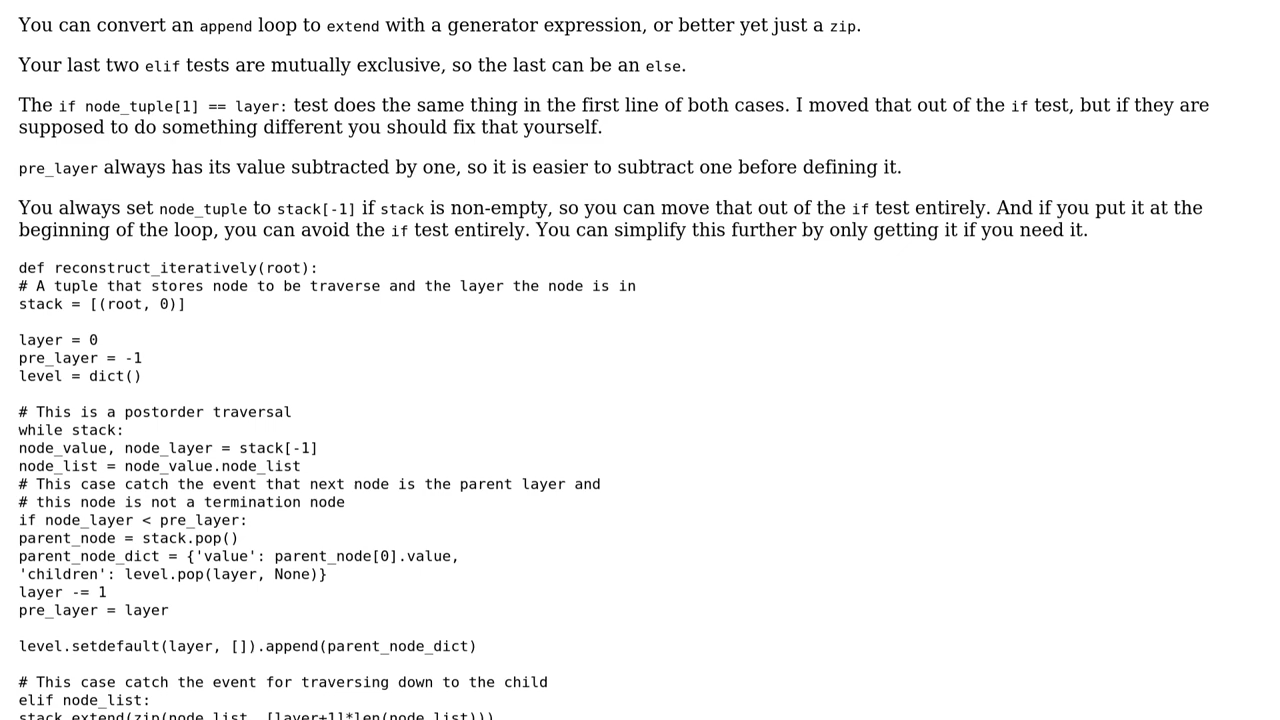 You can convert an append loop to extend with a generator expression, or better yet just a zip.
Your last two elif tests are mutually exclusive, so the last can be an else.
The if node_tuple[1] == layer: test does the same thing in the first line of both cases. I moved that out of the if test, but if they are
supposed to do something different you should fix that yourself.
pre_layer always has its value subtracted by one, so it is easier to subtract one before defining it.
You always set node_tuple to stack[-1] if stack is non-empty, so you can move that out of the if test entirely. And if you put it at the
beginning of the loop, you can avoid the if test entirely. You can simplify this further by only getting it if you need it.
def reconstruct_iteratively(root):
# A tuple that stores node to be traverse and the layer the node is in
stack = [(root, 0)]
layer = 0
pre_layer = -1
level = dict()
# This is a postorder traversal
while stack:
node_value, node_layer = stack[-1]
node_list = node_value.node_list
# This case catch the event that next node is the parent layer and
# this node is not a termination node
if node_layer < pre_layer:
parent_node = stack.pop()
parent_node_dict = {'value': parent_node[0].value,
'children': level.pop(layer, None)}
layer -= 1
pre_layer = layer
level.setdefault(layer, []).append(parent_node_dict)
# This case catch the event for traversing down to the child
elif node_list:
stack.extend(zip(node_list, [layer+1]*len(node_list)))